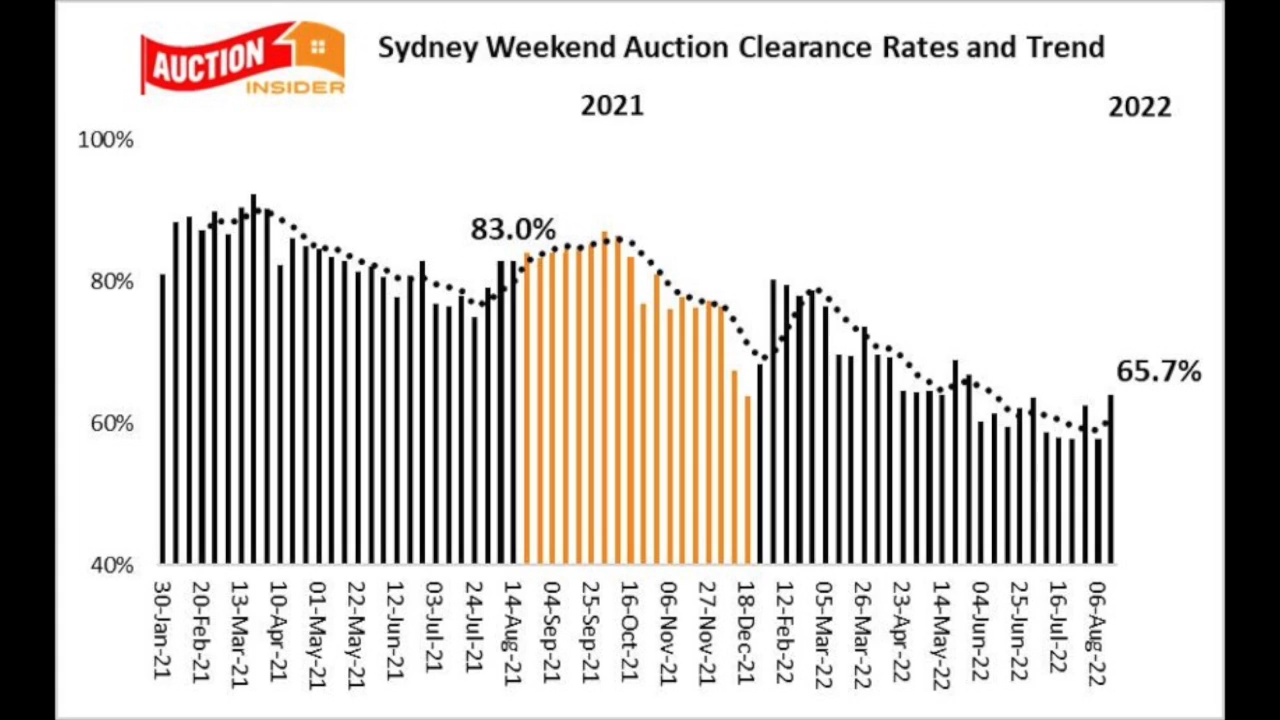 AUCTION
INSIDER
Sydney Weekend Auction Clearance Rates and Trend
2021
2022
100%
80%
60%
40%
83.0%
65.7%
30-Jan-21
20-Feb-21
13-Mar-21
10-Apr-21
01-May-21
22-May-21
12-Jun-21
03-Jul-21
24-Jul-21
14-Aug-21
04-Sep-21
25-Sep-21
16-Oct-21
06-Nov-21
27-Nov-21
18-Dec-21
12-Feb-22
05-Mar-22
26-Mar-22
23-Apr-22
14-May-22
04-Jun-22
25-Jun-22
16-Jul-22
06-Aug-22